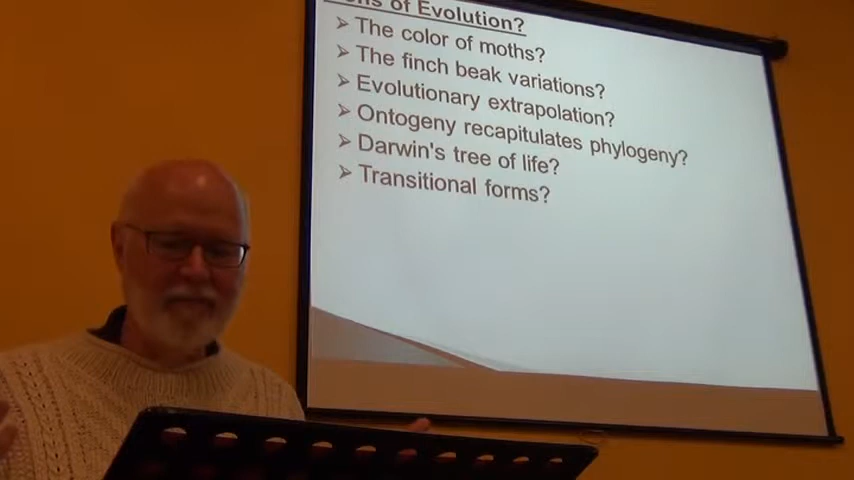 of Evolution?
➢ The color of moths?
➢ The finch beak variations?
➢ Evolutionary extrapolation?
➢ Ontogeny recapitulates phylogeny?
➢ Darwin's tree of life?
➢ Transitional forms?